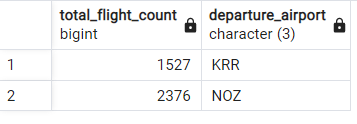 total_flight_count departure_airport
bigint character (3)
1 1527 KRR
2 2376 NOZ